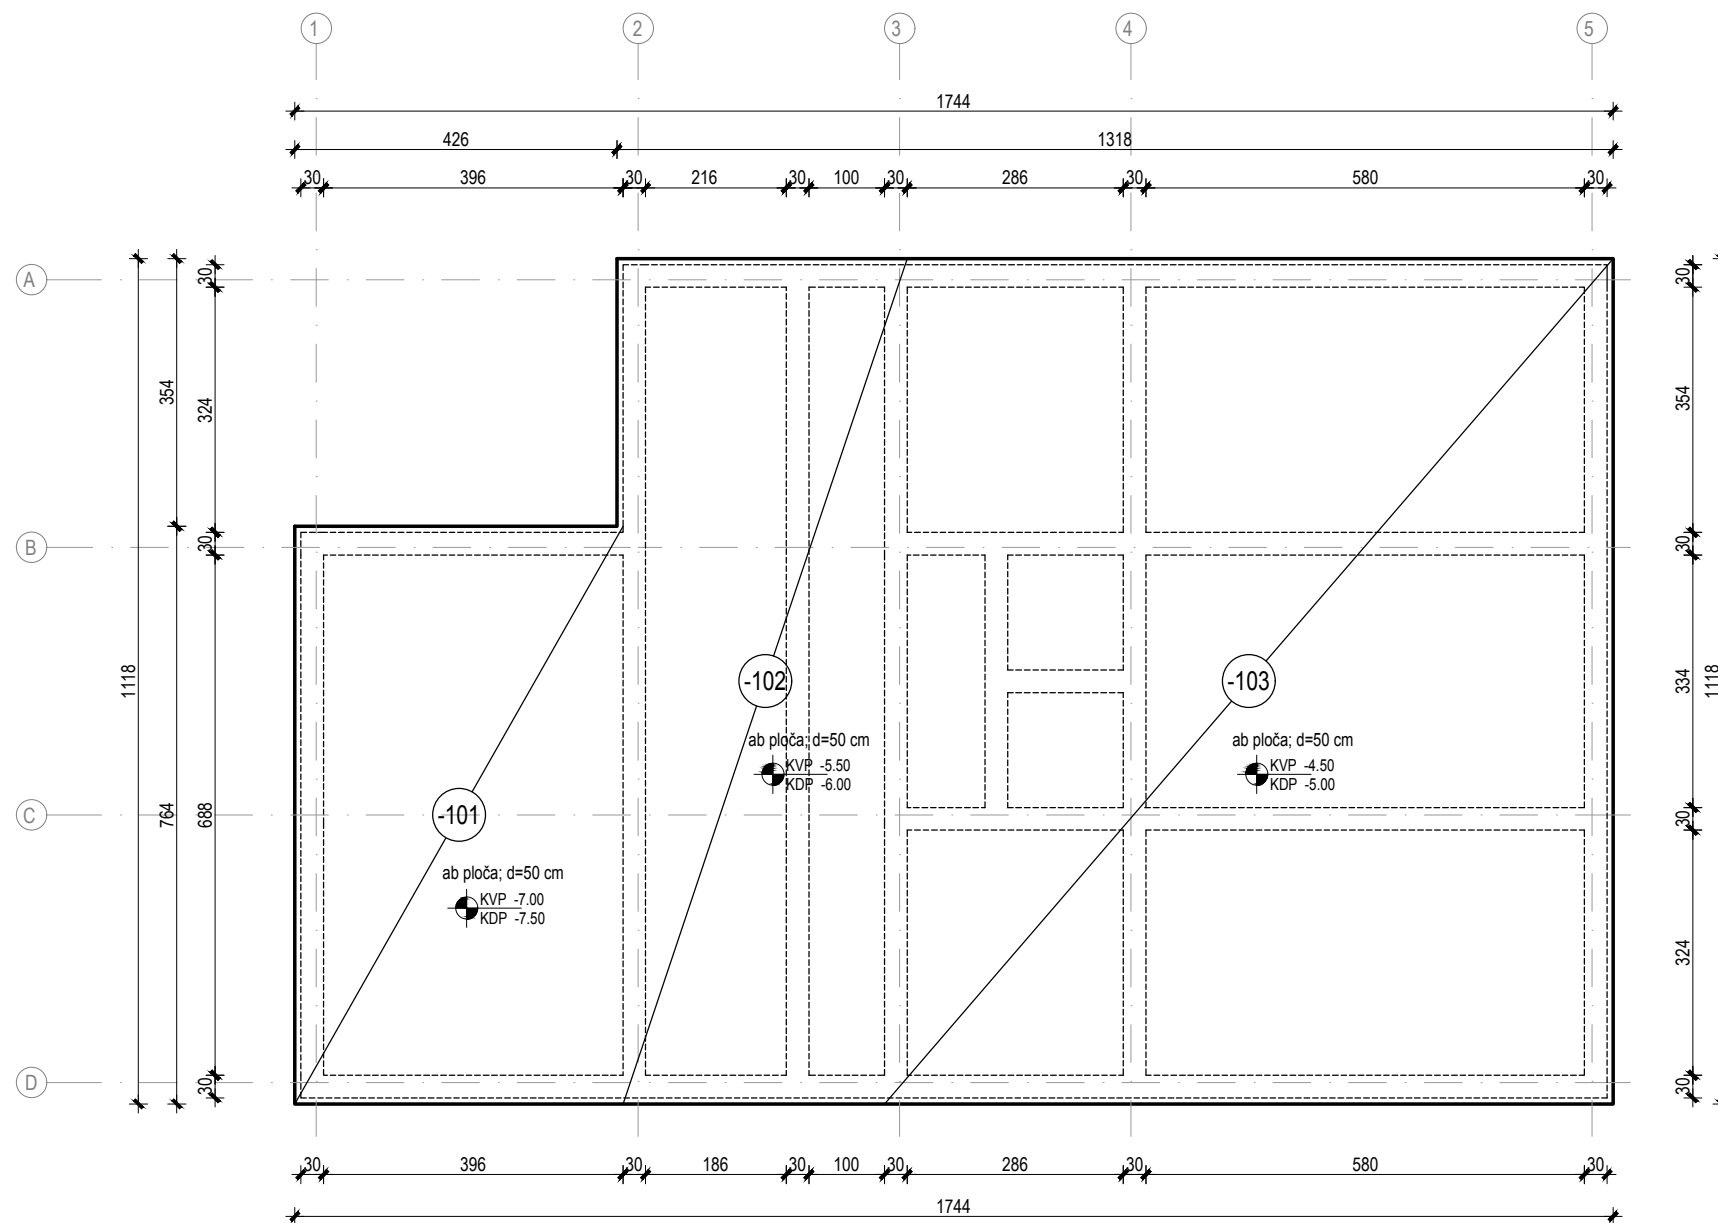 1 2 3 4 5
1744
426 1318
30 396 30 216 30 100 30 286 30 580 30
A
30 30
354 324 354
B
30 30
-102 -103
1118 334 1118
ab ploča; d=50 cm ab ploča; d=50 cm
KVP -5.50 KVP -4.50
KDP -6.00 KDP -5.00
C
764 688 30
-101
ab ploča; d=50 cm
KVP -7.00
KDP -7.50
324
D
30 30
30 396 30 186 30 100 30 286 30 580 30
1744